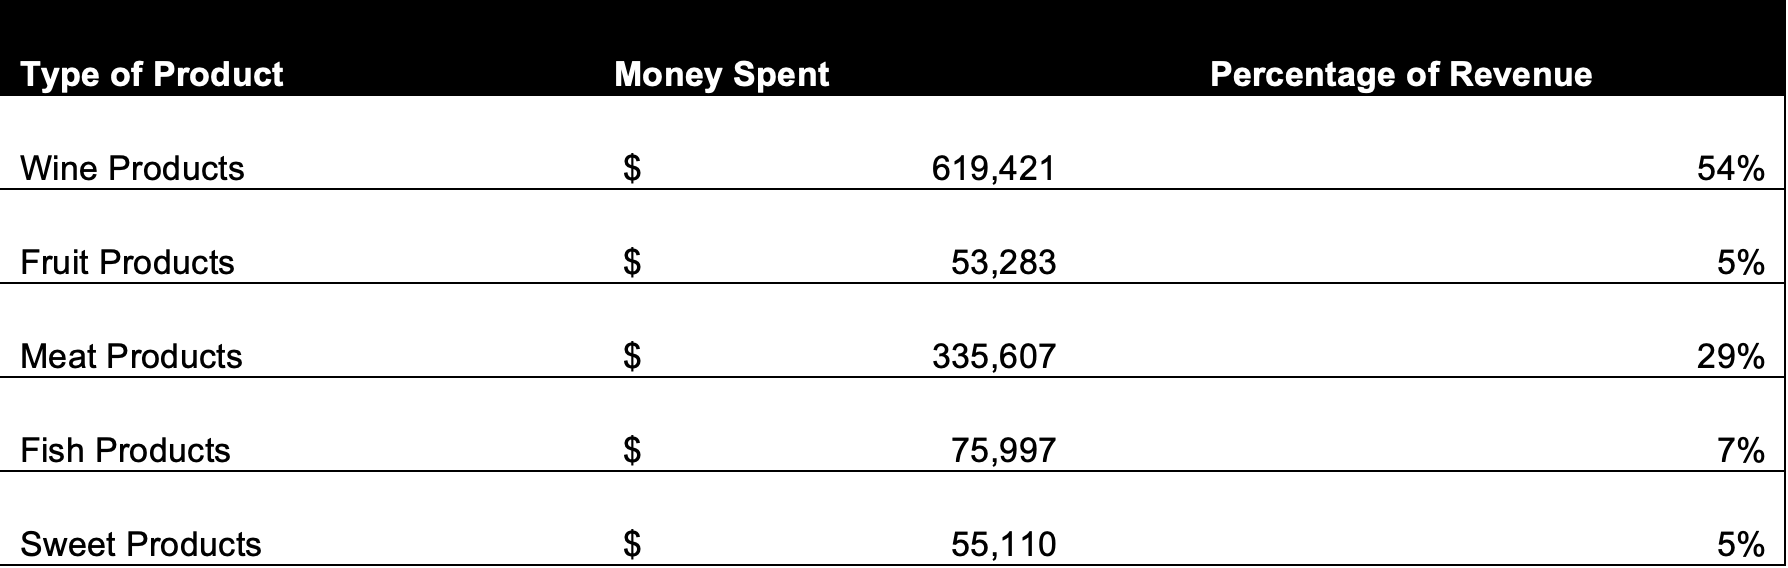 Type of Product Money Spent Percentage of Revenue
Wine Products $ 619,421 54%
Fruit Products $ 53,283 5%
Meat Products $ 335,607 29%
Fish Products $ 75,997 7%
Sweet Products $ 55,110 5%